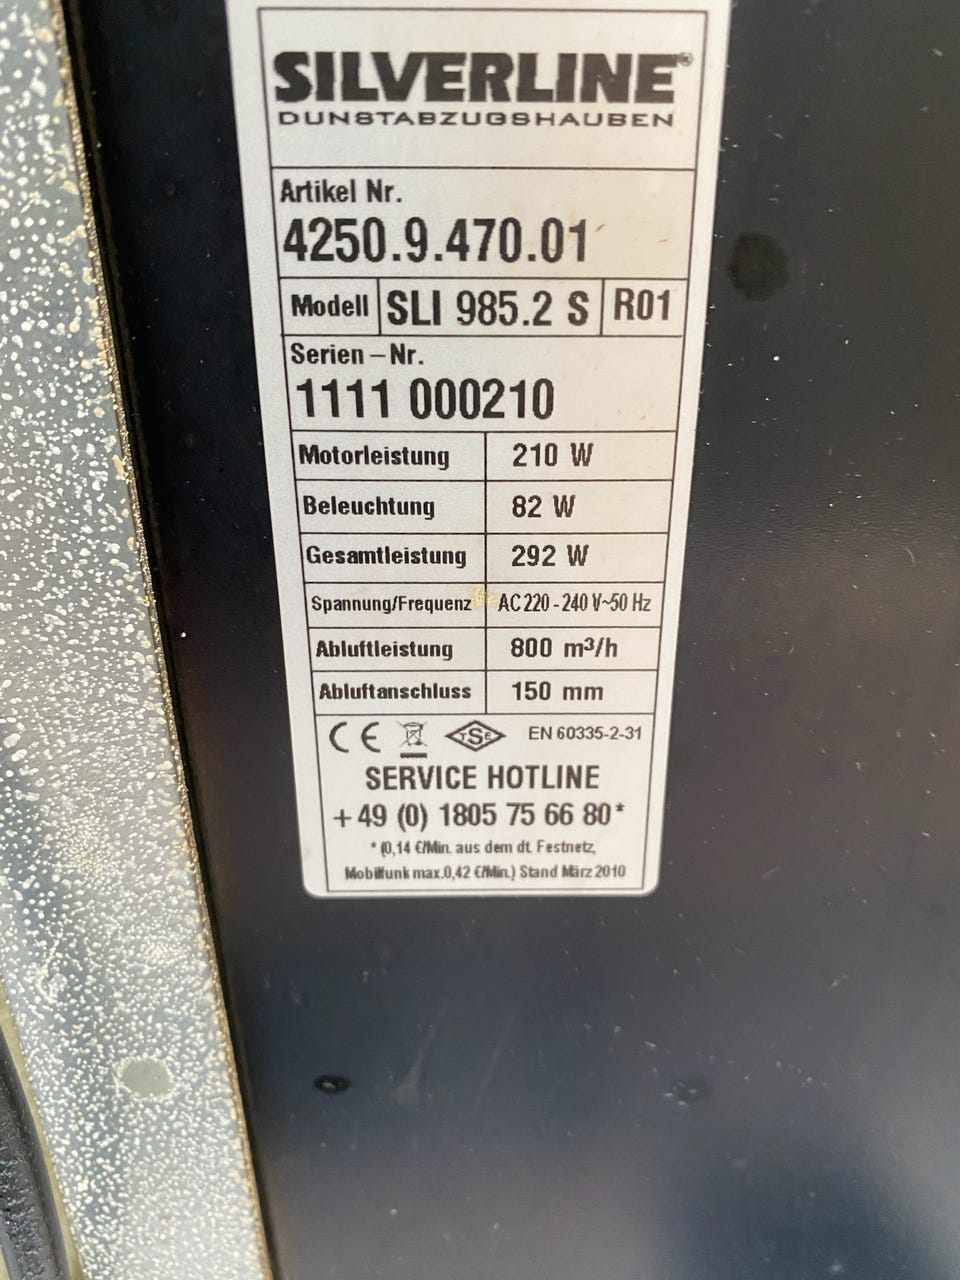 SILVERLINE®
DUNSTABZUGSHAUBEN
Artikel Nr.
4250.9.470.01
Modell SLI 985.2 S R01
Serien – Nr.
1111 000210
Motorleistung 210 W
Beleuchtung 82 W
Gesamtleistung 292 W
Spannung/Frequenz AC 220 - 240 V~50 Hz
Abluftleistung 800 m³/h
Abluftanschluss 150 mm
CE TSE EN 60335-2-31
SERVICE HOTLINE
+ 49 (0) 1805 75 66 80*
* (0,14 €/Min. aus dem dt. Festnetz,
Mobilfunk max.0,42 €/Min.) Stand März 2010